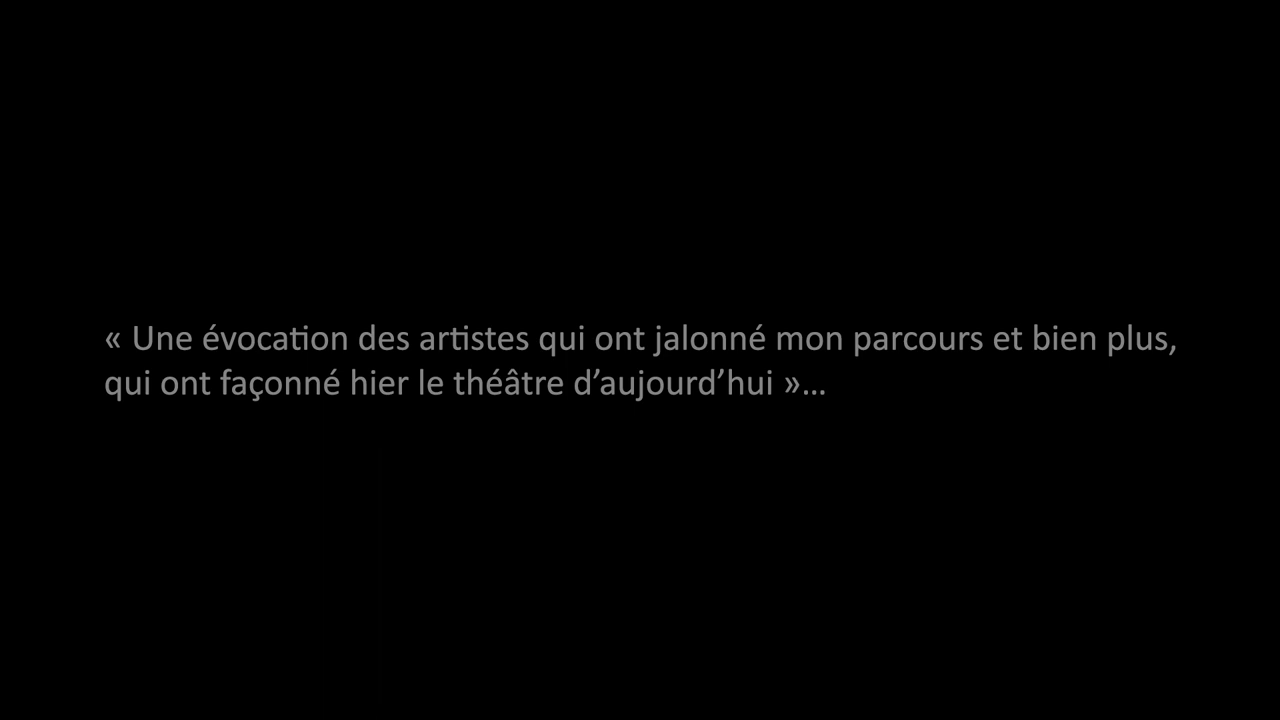 « Une évocation des artistes qui ont jalonné mon parcours et bien plus,
qui ont façonné hier le théâtre d’aujourd’hui »…